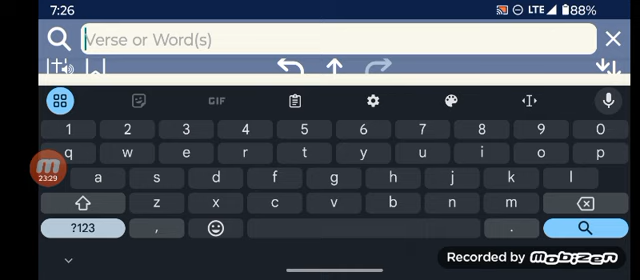 7:26 LTE 88%
Verse or Word(s)
GIF
1 2 3 4 5 6 7 8 9 0
q w e r t y u i o p
a s d f g h j k l
23:29
z x c v b n m
?123 , .
Recorded by Mobizen